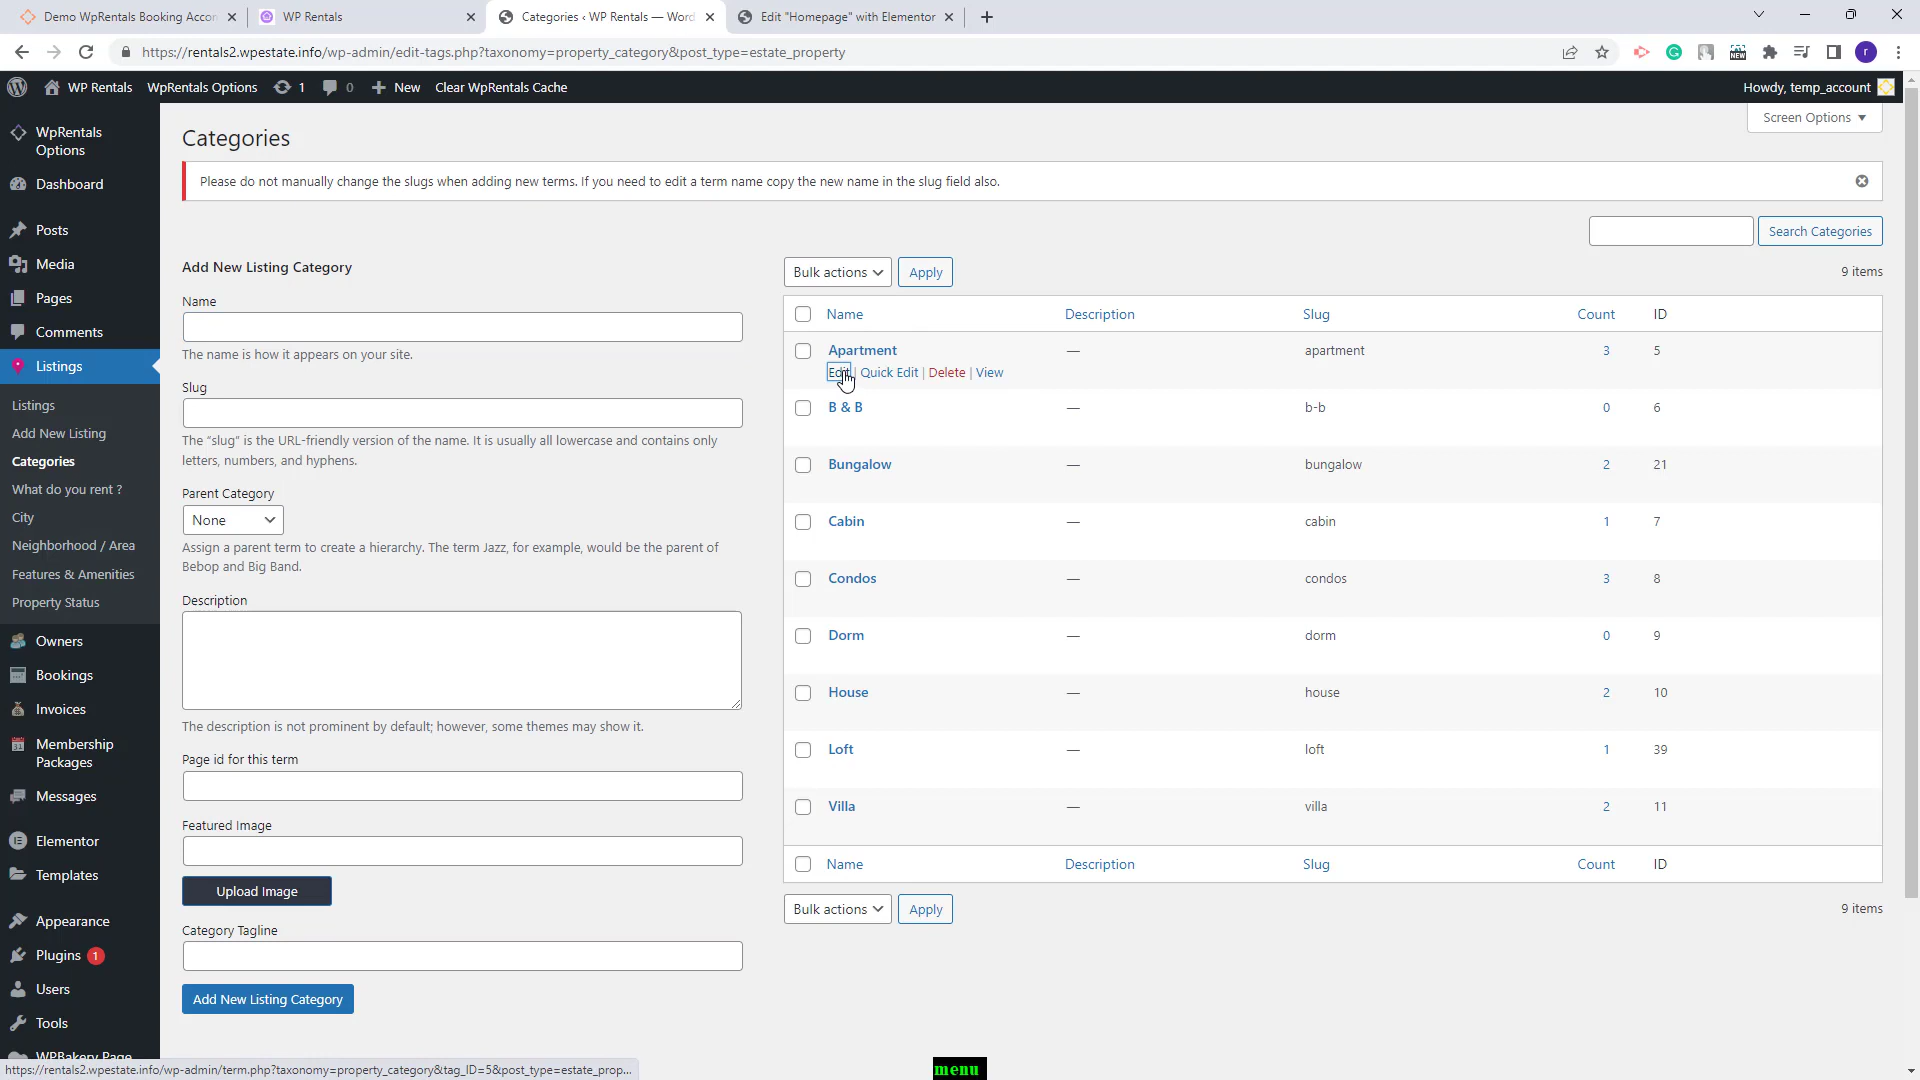 Demo WpRentals Booking Accor
WP Rentals
Categories ‹ WP Rentals — Word
Edit "Homepage" with Elementor
https://rentals2.wpestate.info/wp-admin/edit-tags.php?taxonomy=property_category&post_type=estate_property
NEW
r
WP Rentals
WpRentals Options
1
0
New
Clear WpRentals Cache
Howdy, temp_account
WpRentals
Options
Dashboard
Posts
Media
Pages
Comments
Listings
Listings
Add New Listing
Categories
What do you rent ?
City
Neighborhood / Area
Features & Amenities
Property Status
Owners
Bookings
Invoices
Membership
Packages
Messages
Elementor
Templates
Appearance
Plugins 1
Users
Tools
WPBakery Page
Screen Options
Categories
Please do not manually change the slugs when adding new terms. If you need to edit a term name copy the new name in the slug field also.
Search Categories
Add New Listing Category
Name
The name is how it appears on your site.
Slug
The “slug” is the URL-friendly version of the name. It is usually all lowercase and contains only
letters, numbers, and hyphens.
Parent Category
None
Assign a parent term to create a hierarchy. The term Jazz, for example, would be the parent of
Bebop and Big Band.
Description
The description is not prominent by default; however, some themes may show it.
Page id for this term
Featured Image
Upload Image
Category Tagline
Add New Listing Category
Bulk actions Apply 9 items
Name Description Slug Count ID
Apartment — apartment 3 5
Edit | Quick Edit | Delete | View
B & B — b-b 0 6
Bungalow — bungalow 2 21
Cabin — cabin 1 7
Condos — condos 3 8
Dorm — dorm 0 9
House — house 2 10
Loft — loft 1 39
Villa — villa 2 11
Name Description Slug Count ID
Bulk actions Apply 9 items
https://rentals2.wpestate.info/wp-admin/term.php?taxonomy=property_category&tag_ID=5&post_type=estate_prop...
menu